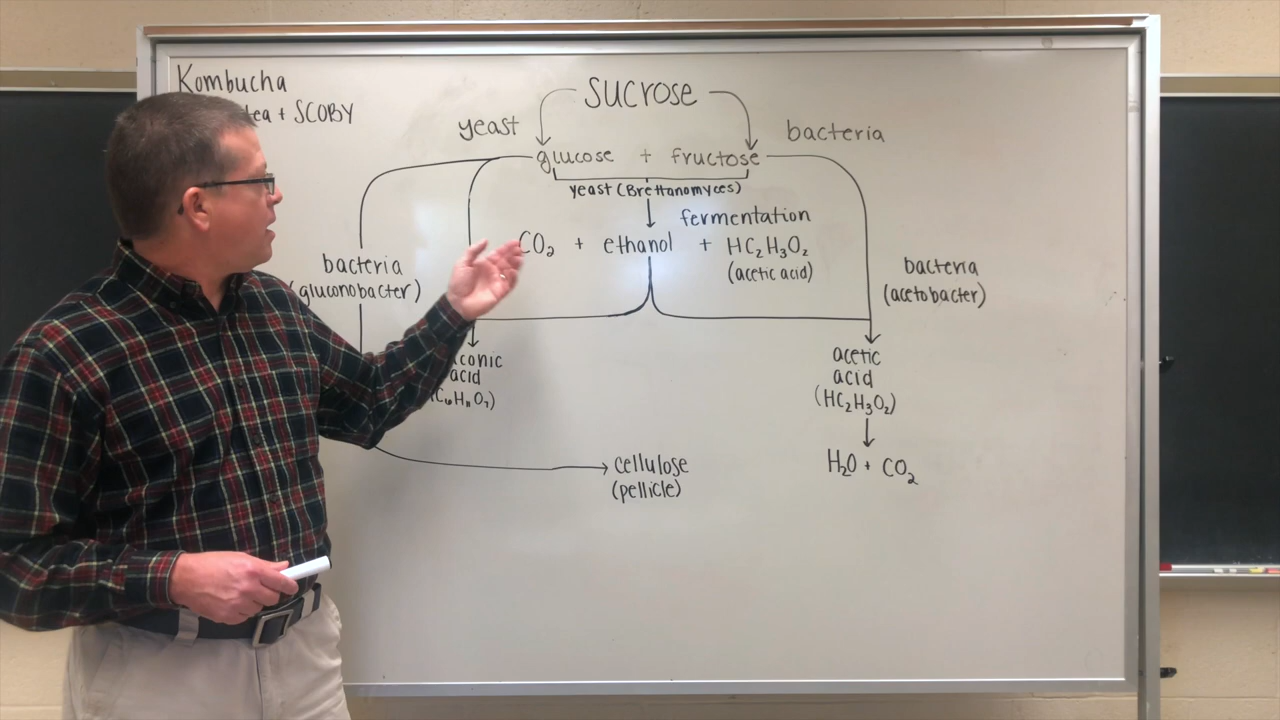 Kombucha
tea + SCOBY
sucrose
yeast
bacteria
glucose + fructose
yeast (Brettanomyces)
fermentation
CO₂ + ethanol + HC₂H₃O₂
(acetic acid)
bacteria
(gluconobacter)
bacteria
(acetobacter)
acid
C₆H₁₁O₇)
acetic
acid
(HC₂H₃O₂)
H₂O + CO₂
cellulose
(pellicle)